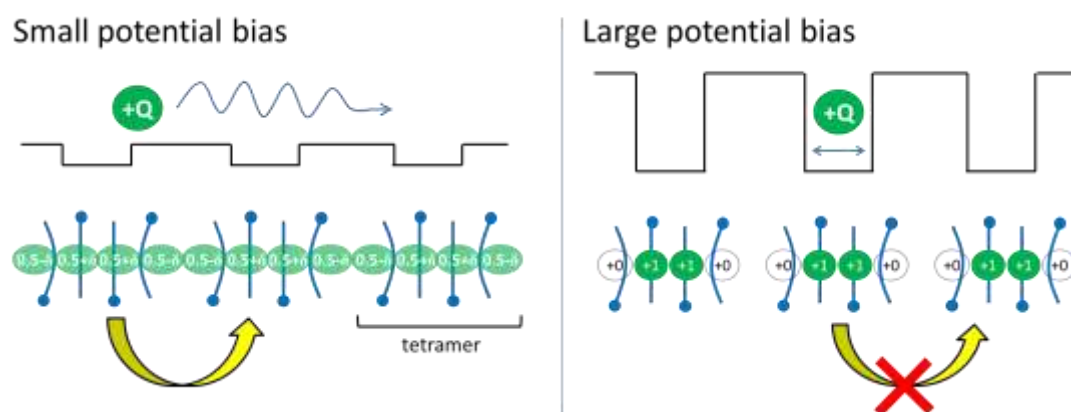 Small potential bias
+Q
0.5-δ 0.5+δ 0.5+δ 0.5-δ 0.5-δ 0.5+δ 0.5+δ 0.5-δ 0.5-δ 0.5+δ 0.5+δ 0.5-δ
tetramer
Large potential bias
+Q
+0 +1 +1 +0 +0 +1 +1 +0 +0 +1 +1 +0